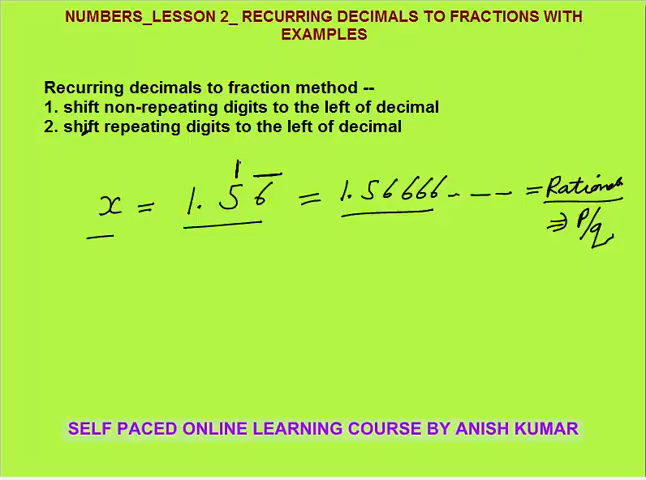 NUMBERS_LESSON 2_ RECURRING DECIMALS TO FRACTIONS WITH
EXAMPLES
Recurring decimals to fraction method --
1. shift non-repeating digits to the left of decimal
2. shift repeating digits to the left of decimal
x = 1.56̅ = 1.56666----- = Rational
⇒ P/q
SELF PACED ONLINE LEARNING COURSE BY ANISH KUMAR